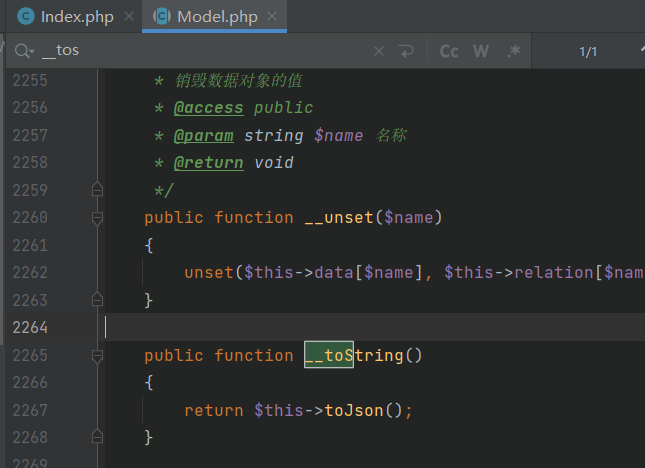 Index.php Model.php
__tos Cc W .* 1/1
2255 * 销毁数据对象的值
2256 * @access public
2257 * @param string $name 名称
2258 * @return void
2259 */
2260 public function __unset($name)
2261 {
2262 unset($this->data[$name], $this->relation[$nam
2263 }
2264
2265 public function __toString()
2266 {
2267 return $this->toJson();
2268 }
2269